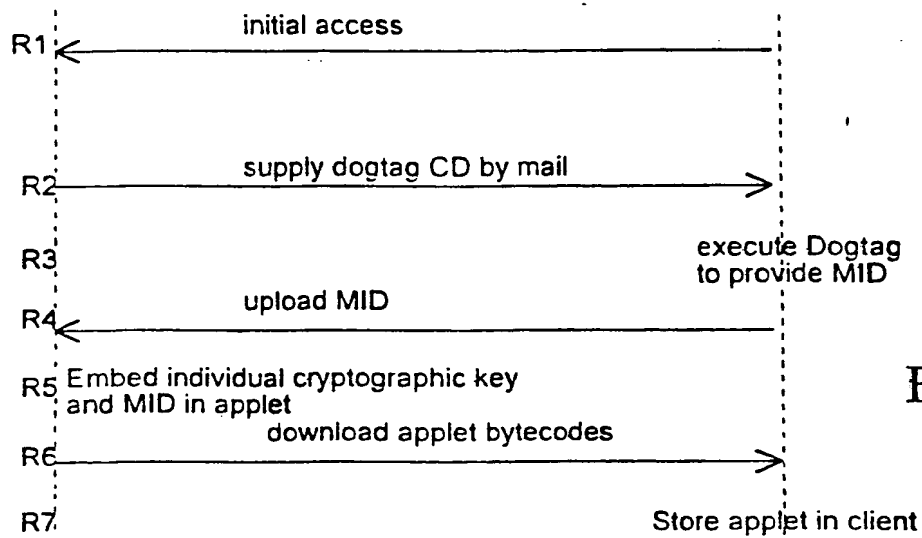 initial access
R1
supply dogtag CD by mail
R2
R3
execute Dogtag
to provide MID
upload MID
R4
R5 Embed individual cryptographic key
and MID in applet
download applet bytecodes
R6
R7
Store applet in client